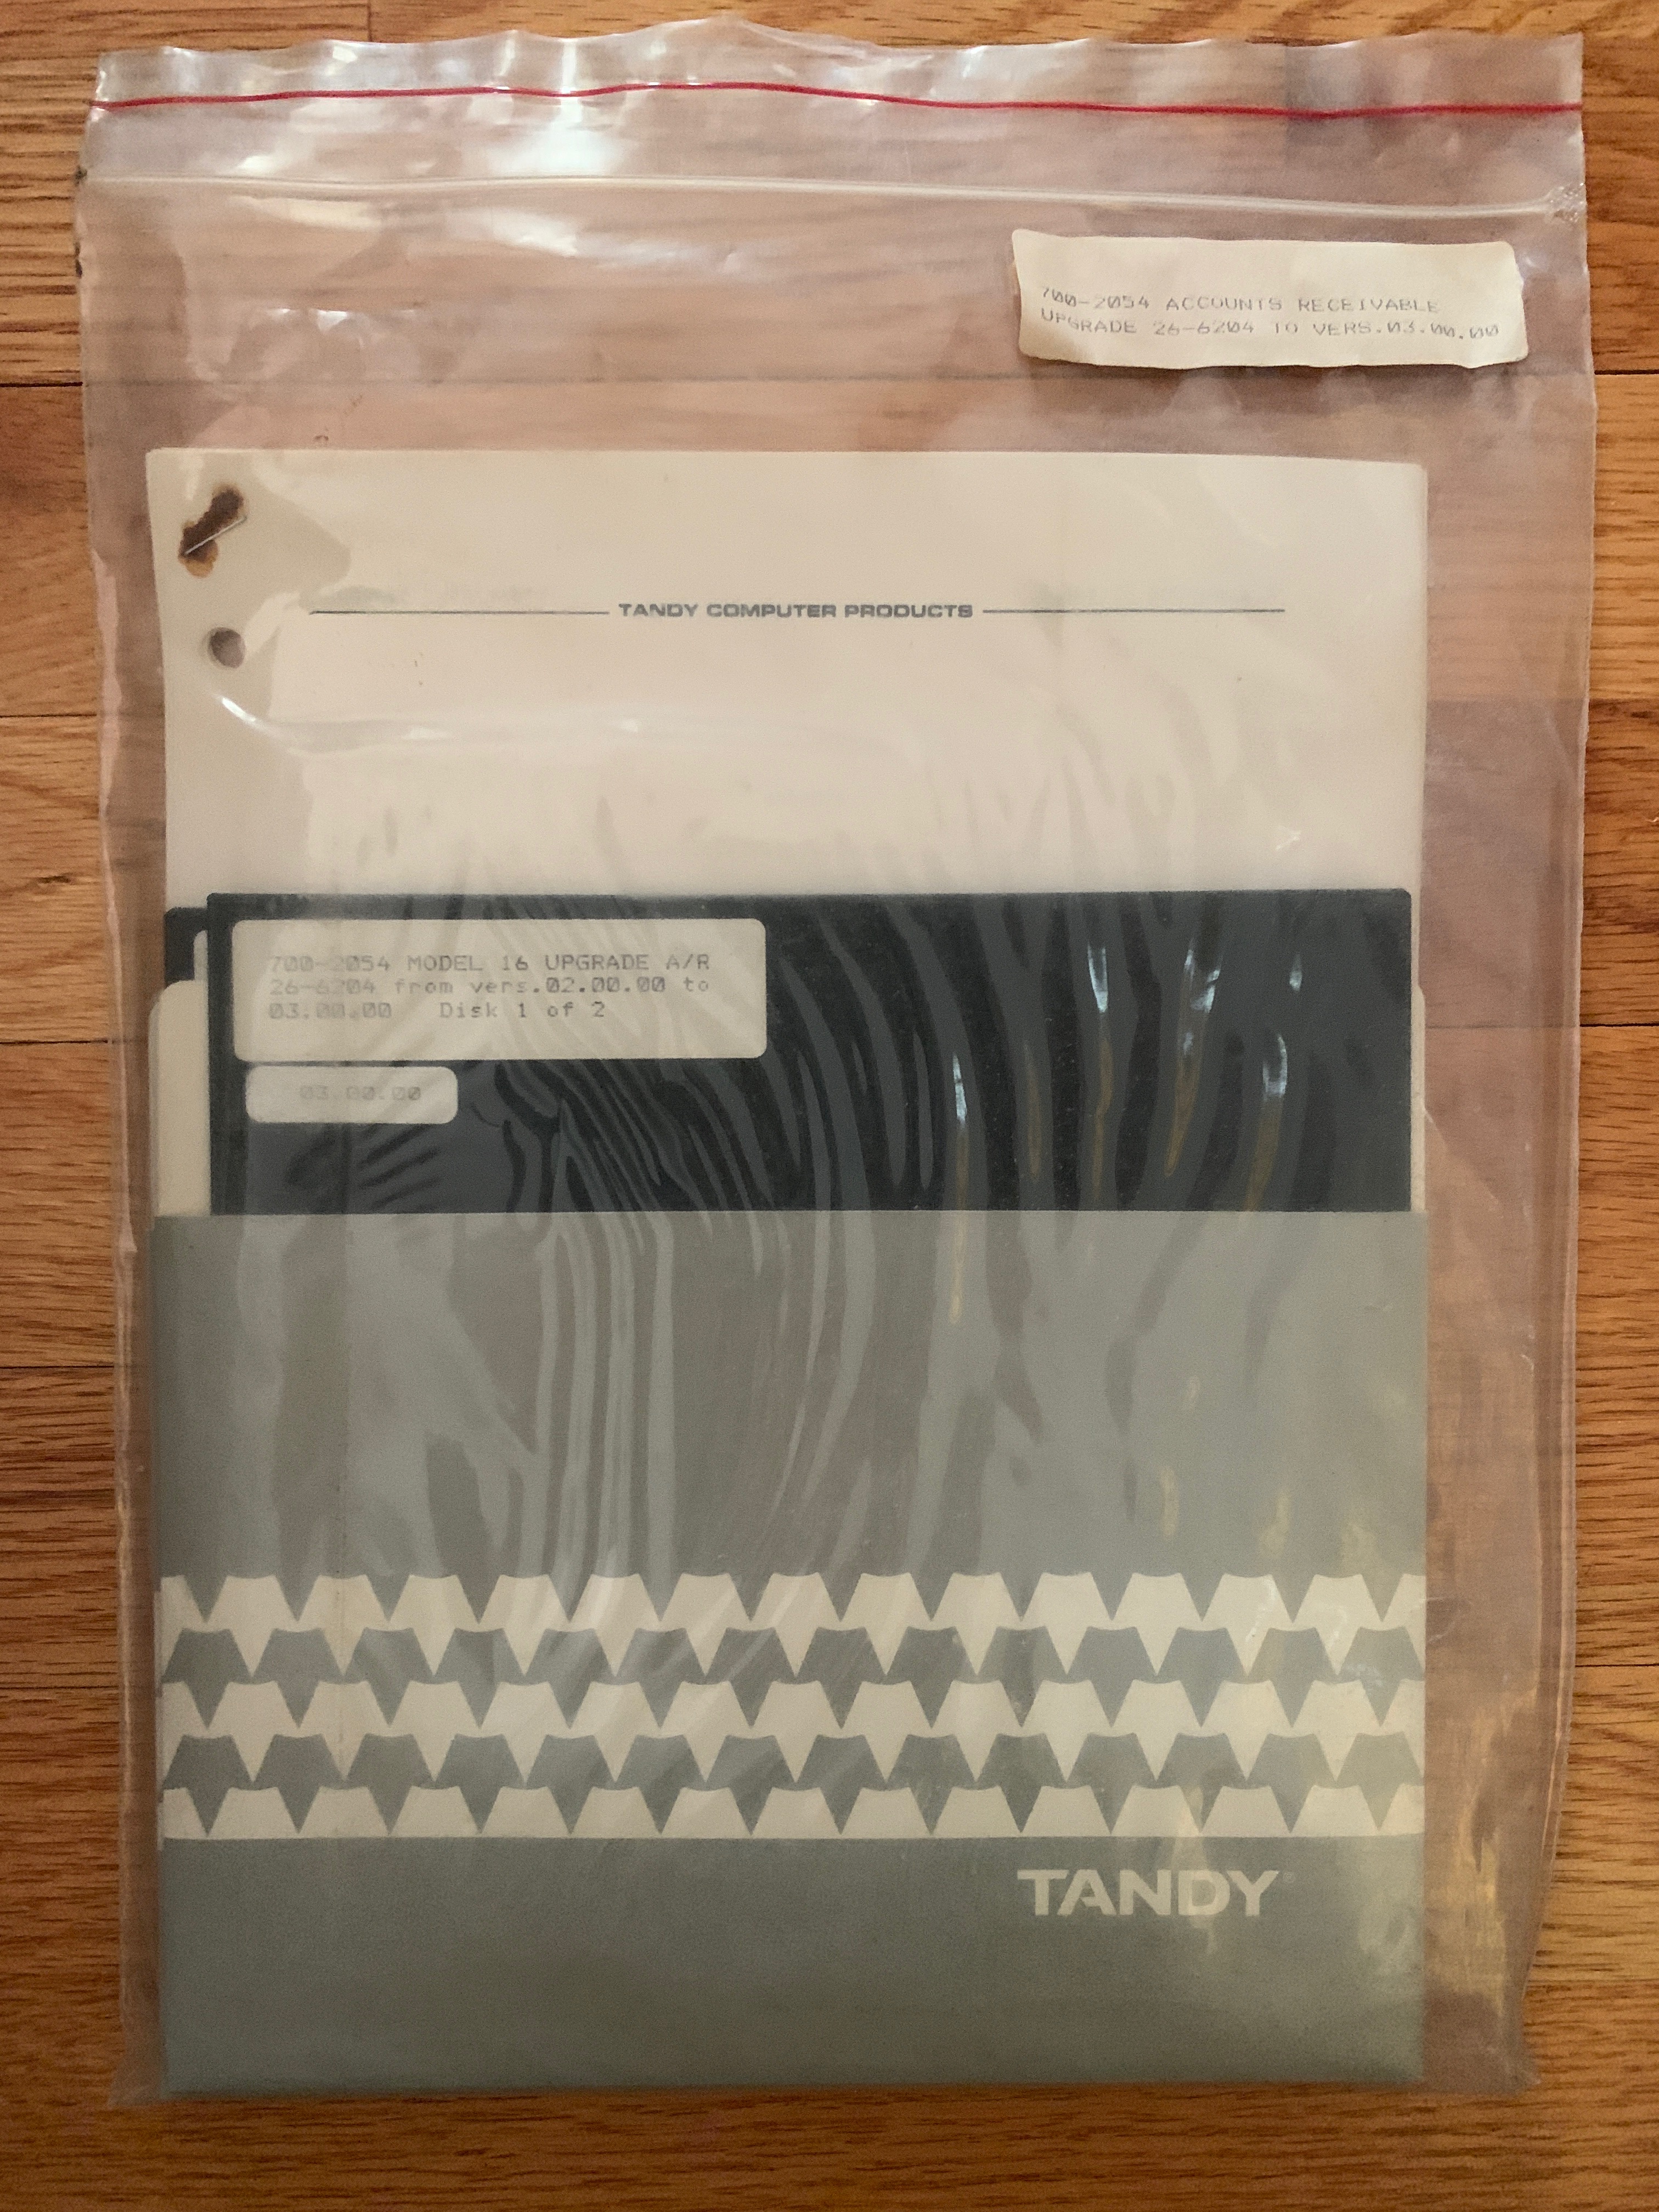 700-2054 ACCOUNTS RECEIVABLE
UPGRADE 26-6204 TO VERS.03.00.00
TANDY COMPUTER PRODUCTS
700-2054 MODEL 16 UPGRADE A/R
26-6204 from vers.02.00.00 to
03.00.00 Disk 1 of 2
03.00.00
TANDY